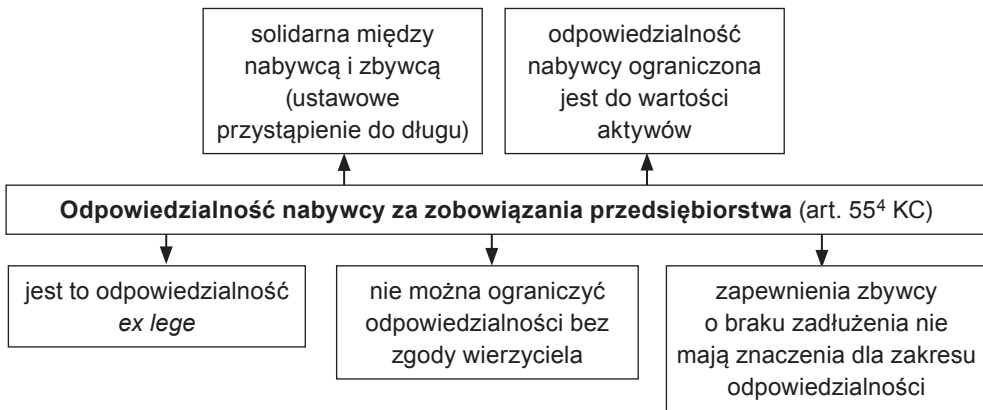 solidarna między
nabywcą i zbywcą
(ustawowe
przystąpienie do długu)
odpowiedzialność
nabywcy ograniczona
jest do wartości
aktywów
Odpowiedzialność nabywcy za zobowiązania przedsiębiorstwa (art. 55⁴ KC)
jest to odpowiedzialność
ex lege
nie można ograniczyć
odpowiedzialności bez
zgody wierzyciela
zapewnienia zbywcy
o braku zadłużenia nie
mają znaczenia dla zakresu
odpowiedzialności